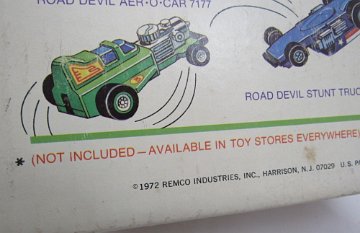 ROAD DEVIL AER-O-CAR 7177
ROAD DEVIL STUNT TRUC
* (NOT INCLUDED — AVAILABLE IN TOY STORES EVERYWHERE)
©1972 REMCO INDUSTRIES, INC., HARRISON, N.J. 07029 U.S. P